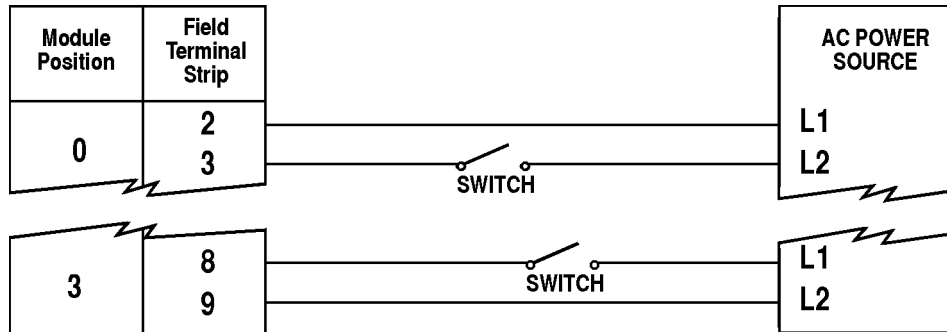 Module
Position
Field
Terminal
Strip
AC POWER
SOURCE
0
2
L1
3
SWITCH
L2
3
8
SWITCH
L1
9
L2